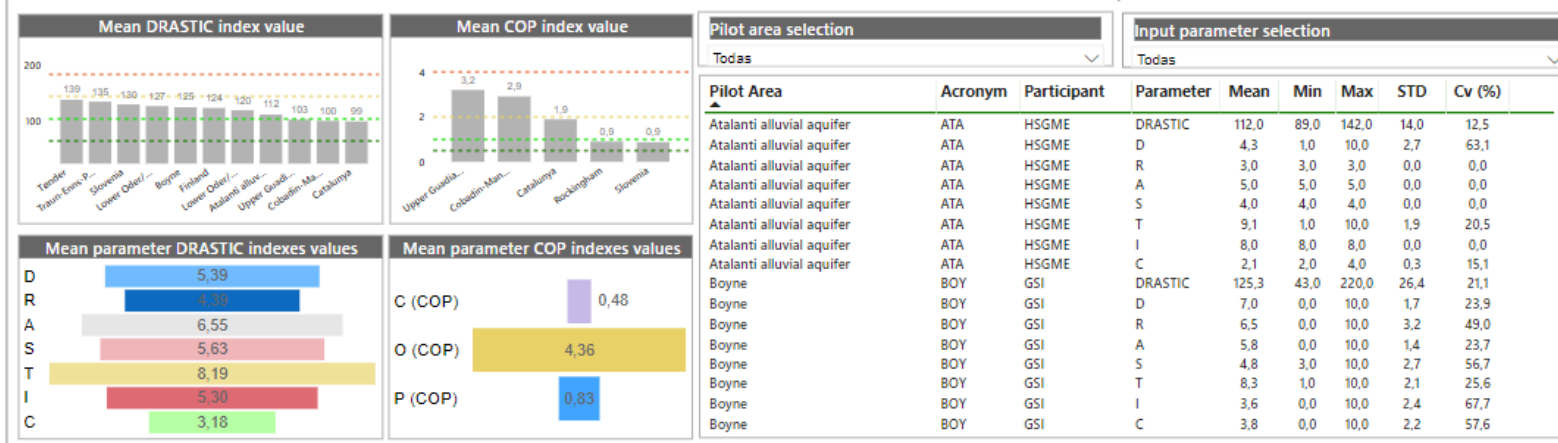 Mean DRASTIC index value
200
100
139 135 130 127 125 124 120 112 103 100 99
Tender
Traun-Enns-P...
Slovenia
Lower Oder/...
Boyne
Finland
Lower Oder/...
Atalanti alluv...
Upper Guadi...
Cobadin-Ma...
Catalunya
Mean COP index value
4
2
0
3,2 2,9 1,9 0,9 0,9
Upper Guadia...
Cobadin-Man...
Catalunya
Rockingham
Slovenia
Mean parameter DRASTIC indexes values
D 5,39
R 4,39
A 6,55
S 5,63
T 8,19
I 5,30
C 3,18
Mean parameter COP indexes values
C (COP) 0,48
O (COP) 4,36
P (COP) 0,83
Pilot area selection
Todas
Input parameter selection
Todas
Pilot Area Acronym Participant Parameter Mean Min Max STD Cv (%)
Atalanti alluvial aquifer ATA HSGME DRASTIC 112,0 89,0 142,0 14,0 12,5
Atalanti alluvial aquifer ATA HSGME D 4,3 1,0 10,0 2,7 63,1
Atalanti alluvial aquifer ATA HSGME R 3,0 3,0 3,0 0,0 0,0
Atalanti alluvial aquifer ATA HSGME A 5,0 5,0 5,0 0,0 0,0
Atalanti alluvial aquifer ATA HSGME S 4,0 4,0 4,0 0,0 0,0
Atalanti alluvial aquifer ATA HSGME T 9,1 1,0 10,0 1,9 20,5
Atalanti alluvial aquifer ATA HSGME I 8,0 8,0 8,0 0,0 0,0
Atalanti alluvial aquifer ATA HSGME C 2,1 2,0 4,0 0,3 15,1
Boyne BOY GSI DRASTIC 125,3 43,0 220,0 26,4 21,1
Boyne BOY GSI D 7,0 0,0 10,0 1,7 23,9
Boyne BOY GSI R 6,5 0,0 10,0 3,2 49,0
Boyne BOY GSI A 5,8 0,0 10,0 1,4 23,7
Boyne BOY GSI S 4,8 3,0 10,0 2,7 56,7
Boyne BOY GSI T 8,3 1,0 10,0 2,1 25,6
Boyne BOY GSI I 3,6 0,0 10,0 2,4 67,7
Boyne BOY GSI C 3,8 0,0 10,0 2,2 57,6